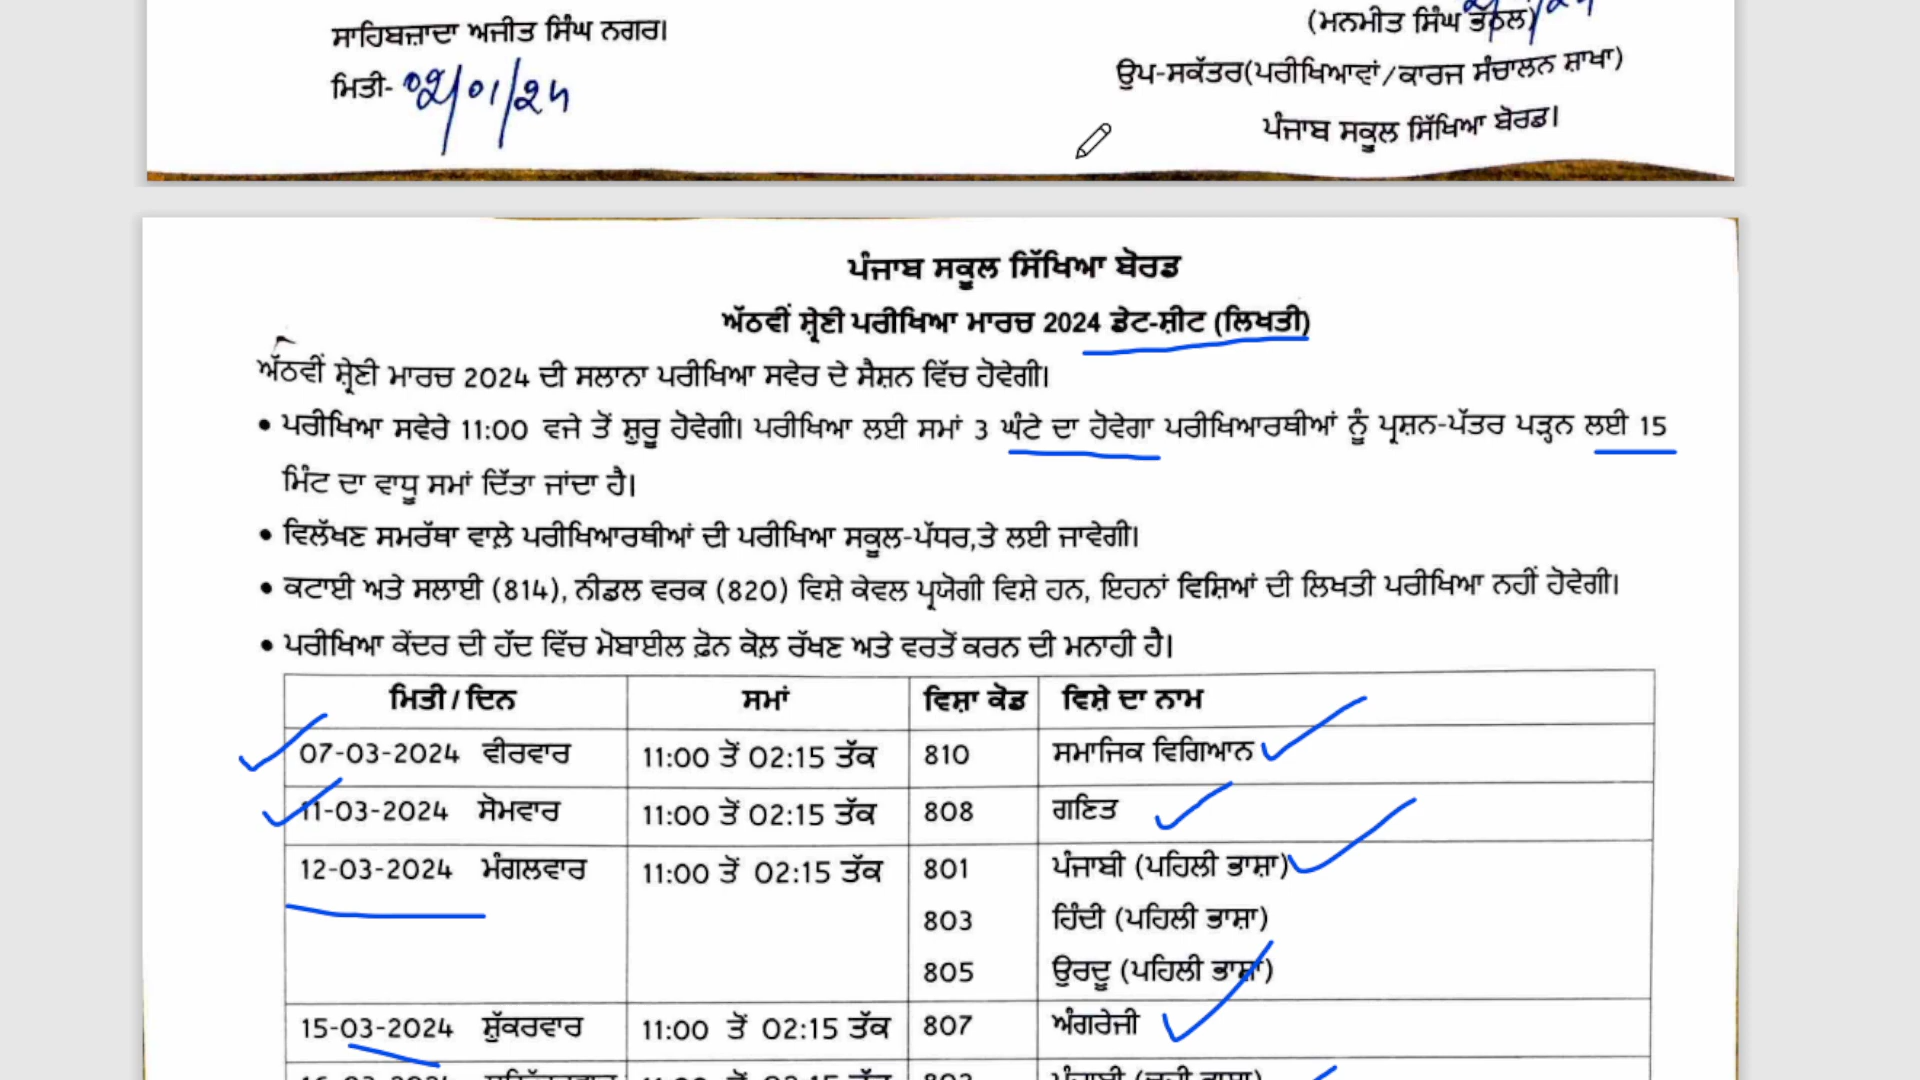 ਸਾਹਿਬਜ਼ਾਦਾ ਅਜੀਤ ਸਿੰਘ ਨਗਰ।
ਮਿਤੀ- 02/01/24
(ਮਨਮੀਤ ਸਿੰਘ ਭੱਠਲ)
ਉਪ-ਸਕੱਤਰ(ਪਰੀਖਿਆਵਾਂ/ਕਾਰਜ ਸੰਚਾਲਨ ਸ਼ਾਖਾ)
ਪੰਜਾਬ ਸਕੂਲ ਸਿੱਖਿਆ ਬੋਰਡ।
ਪੰਜਾਬ ਸਕੂਲ ਸਿੱਖਿਆ ਬੋਰਡ
ਅੱਠਵੀਂ ਸ਼੍ਰੇਣੀ ਪਰੀਖਿਆ ਮਾਰਚ 2024 ਡੇਟ-ਸ਼ੀਟ (ਲਿਖਤੀ)
ਅੱਠਵੀਂ ਸ਼੍ਰੇਣੀ ਮਾਰਚ 2024 ਦੀ ਸਲਾਨਾ ਪਰੀਖਿਆ ਸਵੇਰ ਦੇ ਸੈਸ਼ਨ ਵਿੱਚ ਹੋਵੇਗੀ।
• ਪਰੀਖਿਆ ਸਵੇਰੇ 11:00 ਵਜੇ ਤੋਂ ਸ਼ੁਰੂ ਹੋਵੇਗੀ। ਪਰੀਖਿਆ ਲਈ ਸਮਾਂ 3 ਘੰਟੇ ਦਾ ਹੋਵੇਗਾ ਪਰੀਖਿਆਰਥੀਆਂ ਨੂੰ ਪ੍ਰਸ਼ਨ-ਪੱਤਰ ਪੜ੍ਹਨ ਲਈ 15
ਮਿੰਟ ਦਾ ਵਾਧੂ ਸਮਾਂ ਦਿੱਤਾ ਜਾਂਦਾ ਹੈ।
• ਵਿਲੱਖਣ ਸਮਰੱਥਾ ਵਾਲ਼ੇ ਪਰੀਖਿਆਰਥੀਆਂ ਦੀ ਪਰੀਖਿਆ ਸਕੂਲ-ਪੱਧਰ,ਤੇ ਲਈ ਜਾਵੇਗੀ।
• ਕਟਾਈ ਅਤੇ ਸਲਾਈ (814), ਨੀਡਲ ਵਰਕ (820) ਵਿਸ਼ੇ ਕੇਵਲ ਪ੍ਰਯੋਗੀ ਵਿਸ਼ੇ ਹਨ, ਇਹਨਾਂ ਵਿਸ਼ਿਆਂ ਦੀ ਲਿਖਤੀ ਪਰੀਖਿਆ ਨਹੀਂ ਹੋਵੇਗੀ।
• ਪਰੀਖਿਆ ਕੇਂਦਰ ਦੀ ਹੱਦ ਵਿੱਚ ਮੋਬਾਈਲ ਫ਼ੋਨ ਕੋਲ਼ ਰੱਖਣ ਅਤੇ ਵਰਤੋਂ ਕਰਨ ਦੀ ਮਨਾਹੀ ਹੈ।
ਮਿਤੀ / ਦਿਨ ਸਮਾਂ ਵਿਸ਼ਾ ਕੋਡ ਵਿਸ਼ੇ ਦਾ ਨਾਮ
07-03-2024 ਵੀਰਵਾਰ 11:00 ਤੋਂ 02:15 ਤੱਕ 810 ਸਮਾਜਿਕ ਵਿਗਿਆਨ
11-03-2024 ਸੋਮਵਾਰ 11:00 ਤੋਂ 02:15 ਤੱਕ 808 ਗਣਿਤ
12-03-2024 ਮੰਗਲਵਾਰ 11:00 ਤੋਂ 02:15 ਤੱਕ 801 ਪੰਜਾਬੀ (ਪਹਿਲੀ ਭਾਸ਼ਾ)
803 ਹਿੰਦੀ (ਪਹਿਲੀ ਭਾਸ਼ਾ)
805 ਉਰਦੂ (ਪਹਿਲੀ ਭਾਸ਼ਾ)
15-03-2024 ਸ਼ੁੱਕਰਵਾਰ 11:00 ਤੋਂ 02:15 ਤੱਕ 807 ਅੰਗਰੇਜੀ